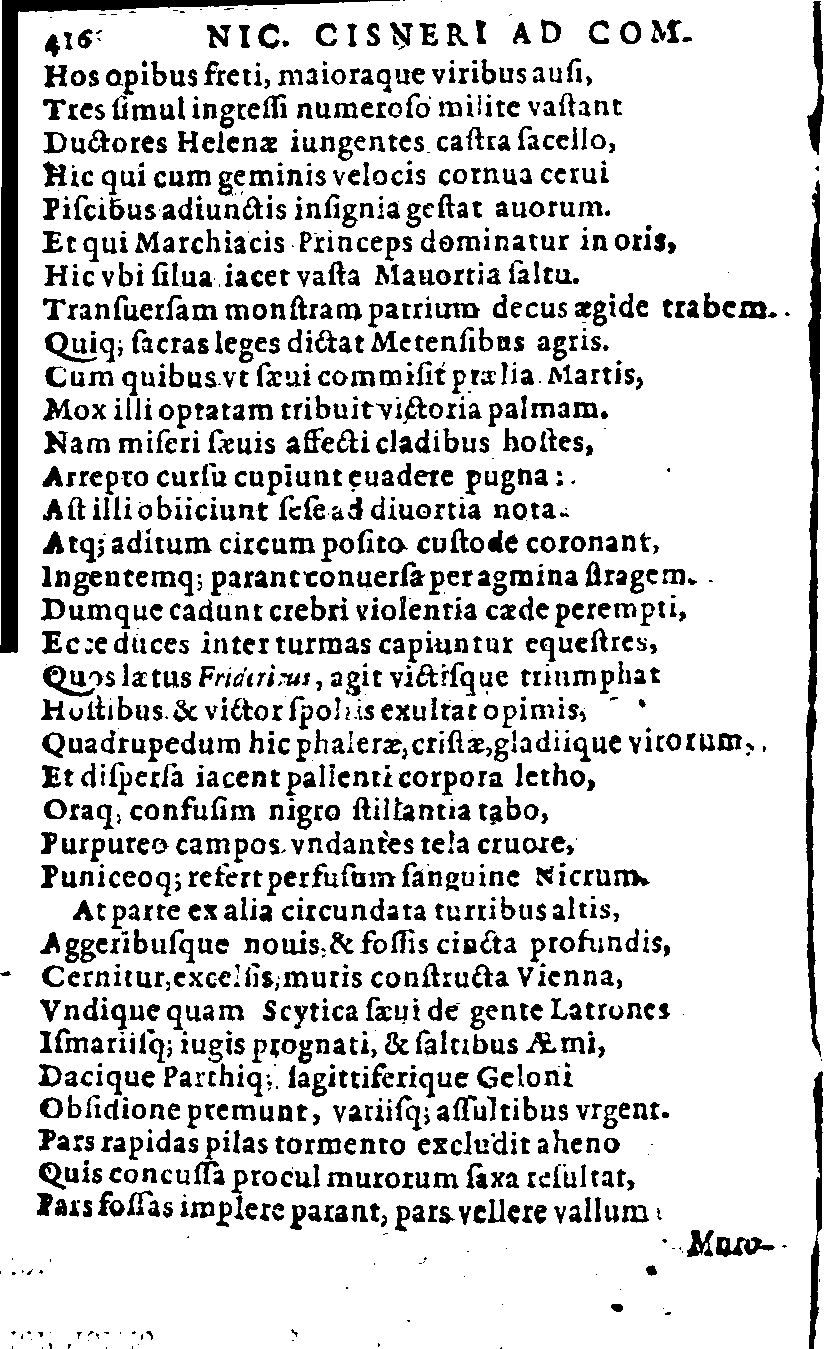 416 NIC. CISNERI AD COM.
Hos opibus freti, maioraque viribus ausi,
Tres simul ingressi numeroso milite vastant
Ductores Helenæ iungentes castra sacello,
Hic qui cum geminis velocis cornua cerui
Piscibus adiunctis insignia gestat auorum.
Et qui Marchiacis Princeps dominatur in oris,
Hic vbi silua iacet vasta Mauortia saltu.
Transuersam monstram patrium decus ægide trabem.
Quiq; sacras leges dictat Metensibus agris.
Cum quibus vt sæui commisit prælia Martis,
Mox illi optatam tribuit victoria palmam.
Nam miseri sæuis affecti cladibus hostes,
Arrepto cursu cupiunt euadere pugna:
Ast illi obiiciunt sese ad diuortia nota.
Atq; aditum circum posito custode coronant,
Ingentemq; parant conuersa per agmina stragem.
Dumque cadunt crebri violentia cæde perempti,
Ecce duces inter turmas capiuntur equestres,
Quos lætus Fridericus, agit victisque triumphat
Hostibus & victor spoliis exultat opimis,
Quadrupedum hic phaleræ, cristæ, gladiique virorum,
Et dispersa iacent pallenti corpora letho,
Oraq; confusim nigro stillantia tabo,
Purpureo campos vndantes tela cruore,
Puniceoq; refert perfusum sanguine Nicrum.
At parte ex alia circundata turribus altis,
Aggeribusque nouis, & fossis cincta profundis,
Cernitur, excelsis, muris constructa Vienna,
Vndique quam Scytica sæui de gente Latrones
Ismariisq; iugis prognati, & saltibus Æmi,
Dacique Parthiq; sagittiferique Geloni
Obsidione premunt, variisq; assultibus vrgent.
Pars rapidas pilas tormento excludit aheno
Quis concussa procul murorum saxa resultat,
Pars fossas implere parant, pars vellere vallum
Muro-